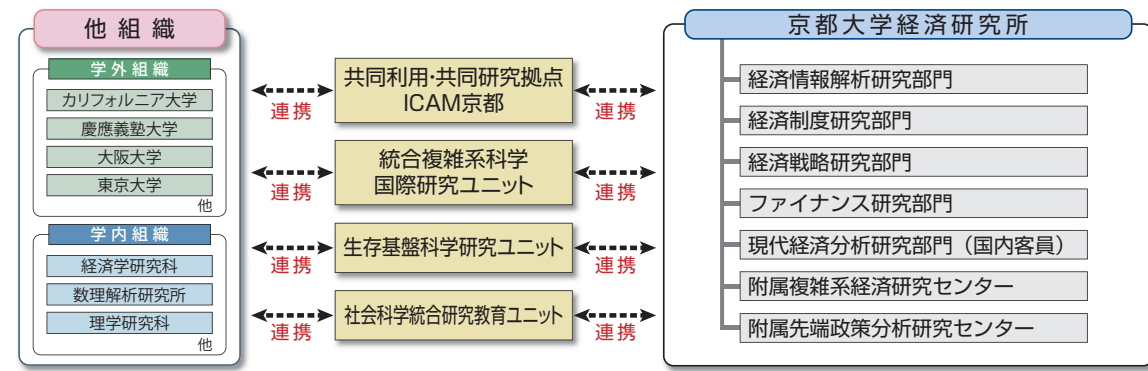 他組織
学外組織
カリフォルニア大学
慶應義塾大学
大阪大学
東京大学
他
学内組織
経済学研究科
数理解析研究所
理学研究科
他
連携
共同利用・共同研究拠点
ICAM京都
連携
連携
統合複雑系科学
国際研究ユニット
連携
連携
生存基盤科学研究ユニット
連携
連携
社会科学統合研究教育ユニット
連携
京都大学経済研究所
経済情報解析研究部門
経済制度研究部門
経済戦略研究部門
ファイナンス研究部門
現代経済分析研究部門（国内客員）
附属複雑系経済研究センター
附属先端政策分析研究センター